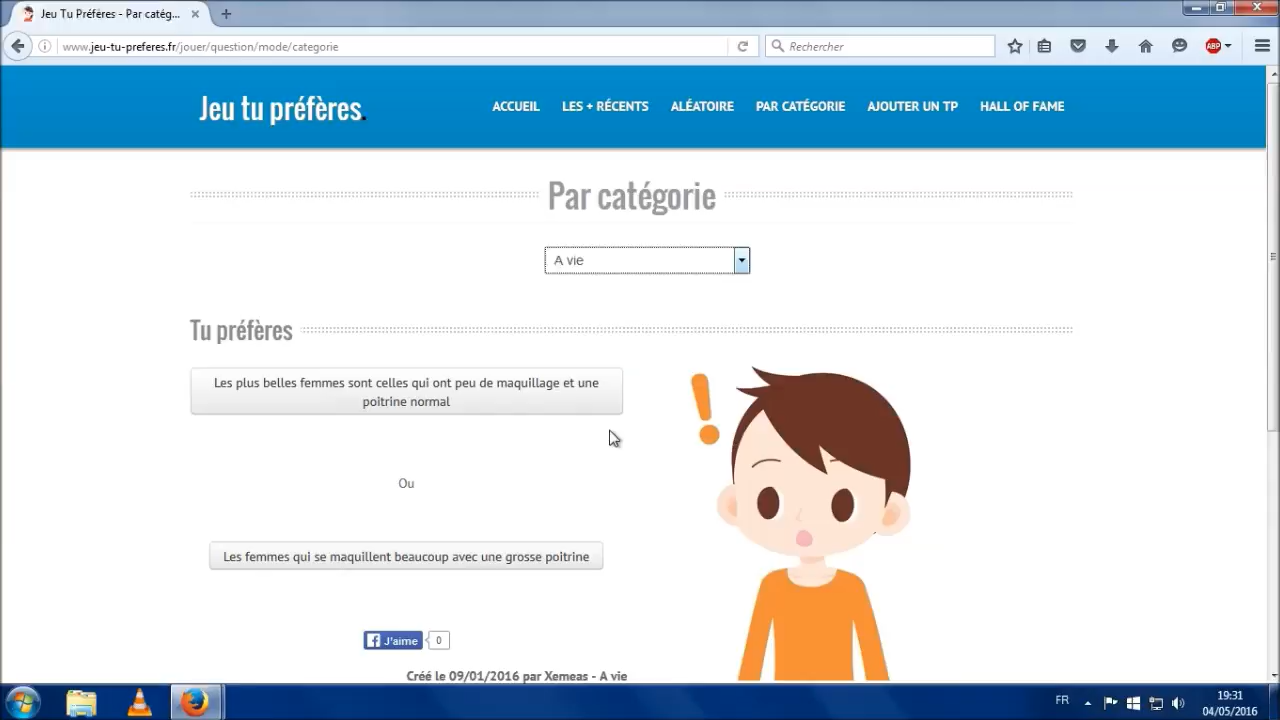 Jeu Tu Préfères - Par catég...
www.jeu-tu-preferes.fr/jouer/question/mode/categorie
Rechercher
ABP
Jeu tu préfères.
ACCUEIL
LES + RÉCENTS
ALÉATOIRE
PAR CATÉGORIE
AJOUTER UN TP
HALL OF FAME
Par catégorie
A vie
Tu préfères
Les plus belles femmes sont celles qui ont peu de maquillage et une
poitrine normal
!
Ou
Les femmes qui se maquillent beaucoup avec une grosse poitrine
J'aime
0
Créé le 09/01/2016 par Xemeas - A vie
FR
19:31
04/05/2016